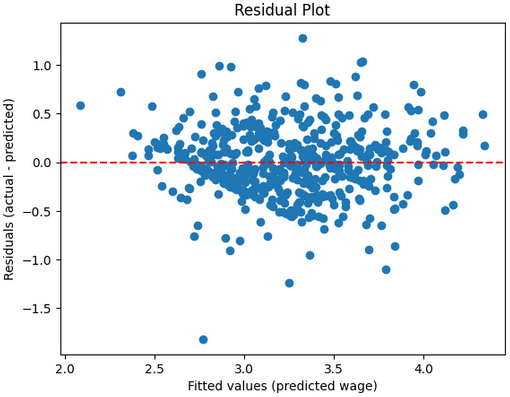 Residual Plot
Residuals (actual - predicted)
1.0
0.5
0.0
−0.5
−1.0
−1.5
2.0 2.5 3.0 3.5 4.0
Fitted values (predicted wage)